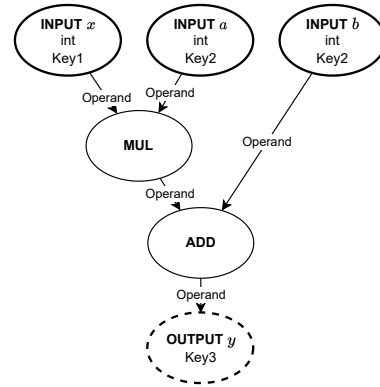 INPUT x
int
Key1
INPUT a
int
Key2
INPUT b
int
Key2
Operand
Operand
MUL
Operand
Operand
ADD
Operand
OUTPUT y
Key3